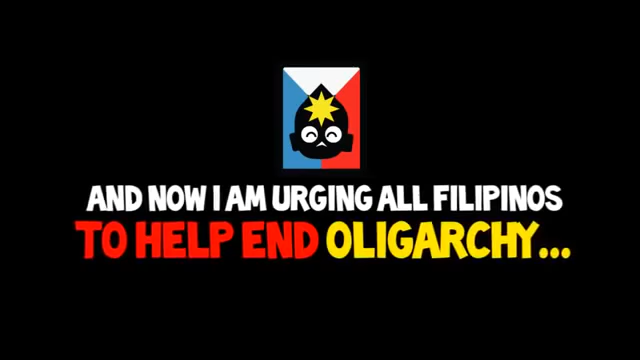 AND NOW I AM URGING ALL FILIPINOS
TO HELP END OLIGARCHY...